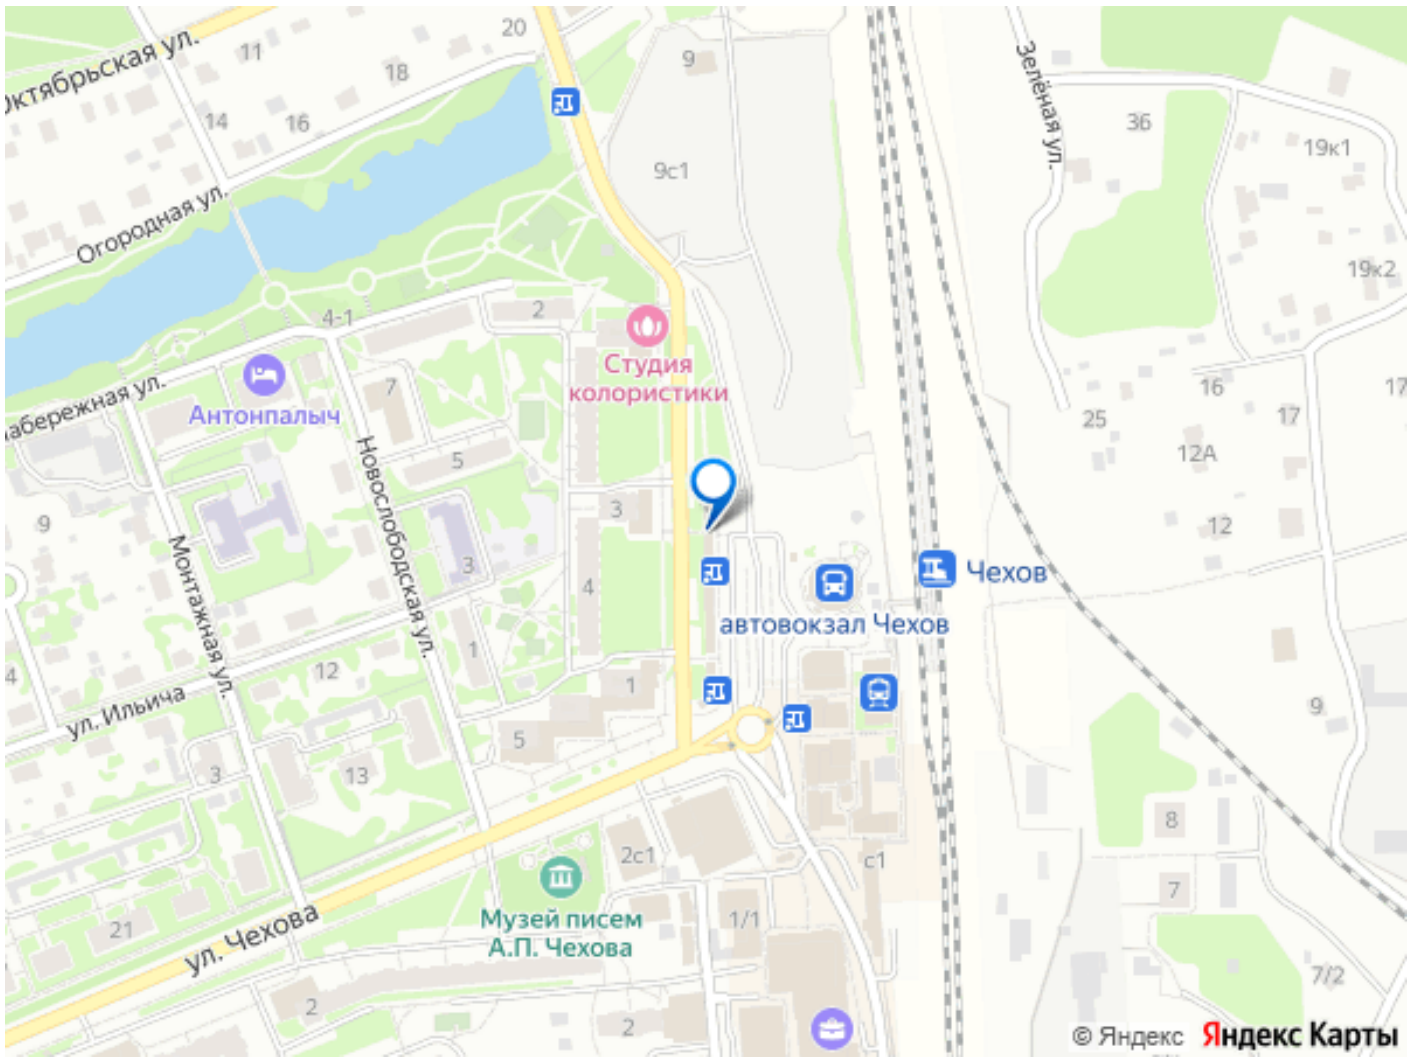 20
Октябрьская ул.
11
9
18
Зелёная ул.
14
16
36
19к1
9с1
Огородная ул.
19к2
2
4-1
Студия
колористики
Антонпалыч
7
16
17
17
Набережная ул.
25
Новослободская ул.
5
12А
3
9
12
Монтажная ул.
3
4
Чехов
автовокзал Чехов
1
12
4
1
ул. Ильича
9
5
3
13
8
2с1
с1
7
Музей писем
А.П. Чехова
1/1
21
ул. Чехова
7/2
2
2
© Яндекс Яндекс Карты